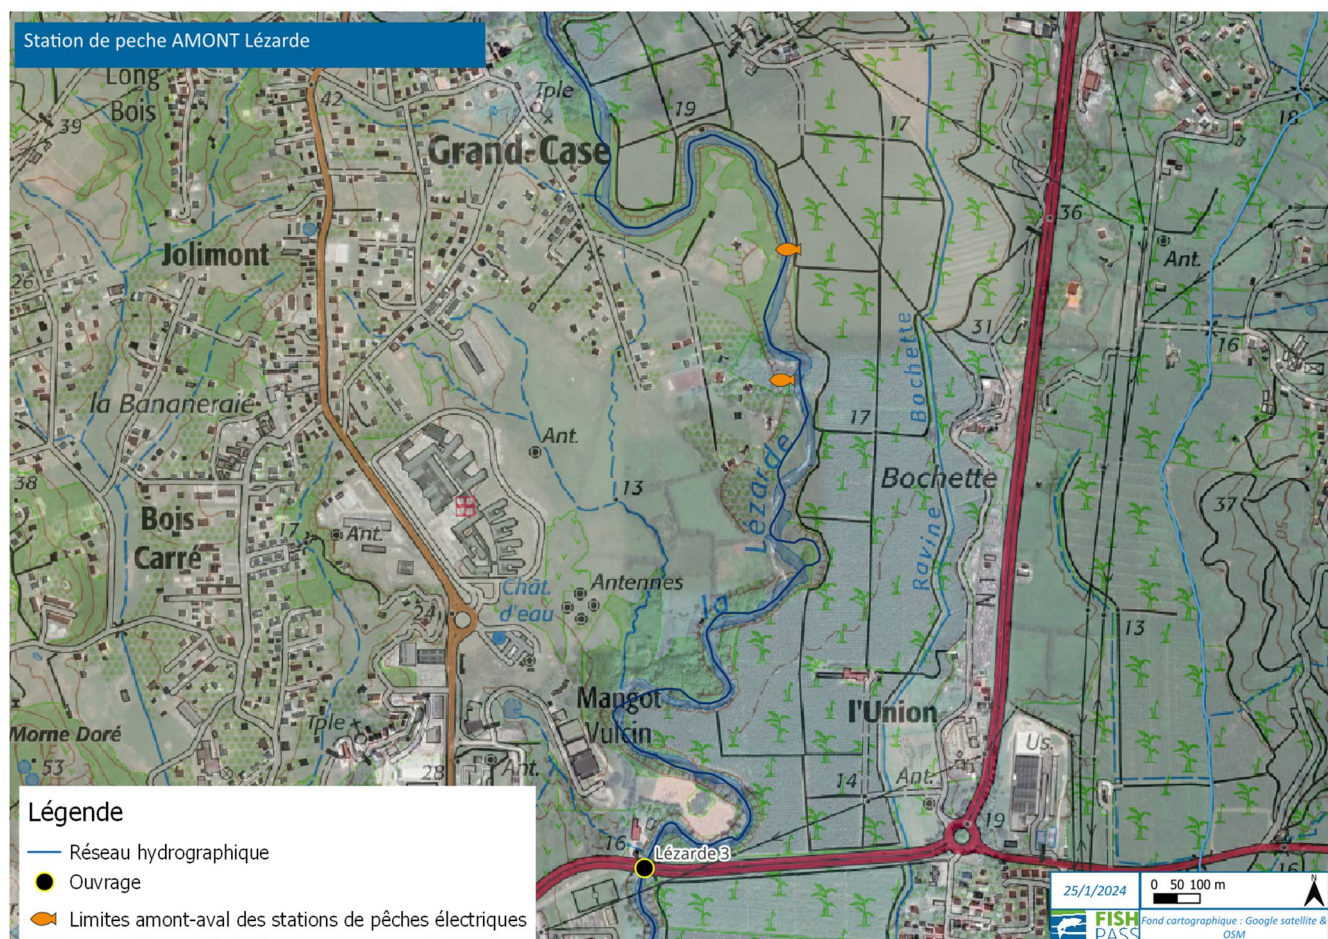 Station de peche AMONT Lézarde
Long
Bois
42
39
Tple
19
17
18
Grand-Case
36
Jolimont
Ant.
26
31
16
la Bananeraie
Bochette
17
Ant.
Lézarde
la
38
13
Bochette
37
Bois
Carré
17
Ant.
Ravine
Chât.
d'eau
Antennes
N 1
24
13
Mangot
Vulcin
l'Union
Tple
Morne Doré
53
28
Ant.
Us.
14
Ant.
19
16
Lézarde 3
16
Légende
Réseau hydrographique
Ouvrage
Limites amont-aval des stations de pêches électriques
25/1/2024
0 50 100 m
N
FISH
PASS
Fond cartographique : Google satellite &
OSM